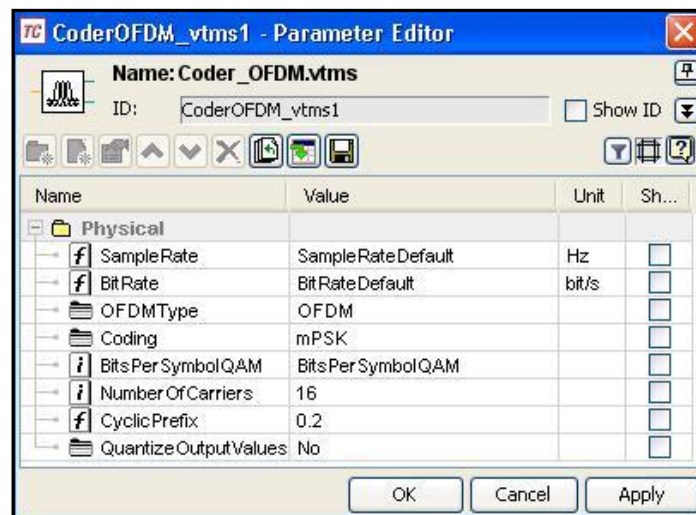 TC CoderOFDM_vtms1 - Parameter Editor
Name: Coder_OFDM.vtms
ID: CoderOFDM_vtms1 Show ID
Name Value Unit Sh...
Physical
f SampleRate SampleRateDefault Hz
f BitRate BitRateDefault bit/s
OFDMType OFDM
Coding mPSK
i BitsPerSymbolQAM BitsPerSymbolQAM
i NumberOfCarriers 16
f CyclicPrefix 0.2
QuantizeOutputValues No
OK Cancel Apply